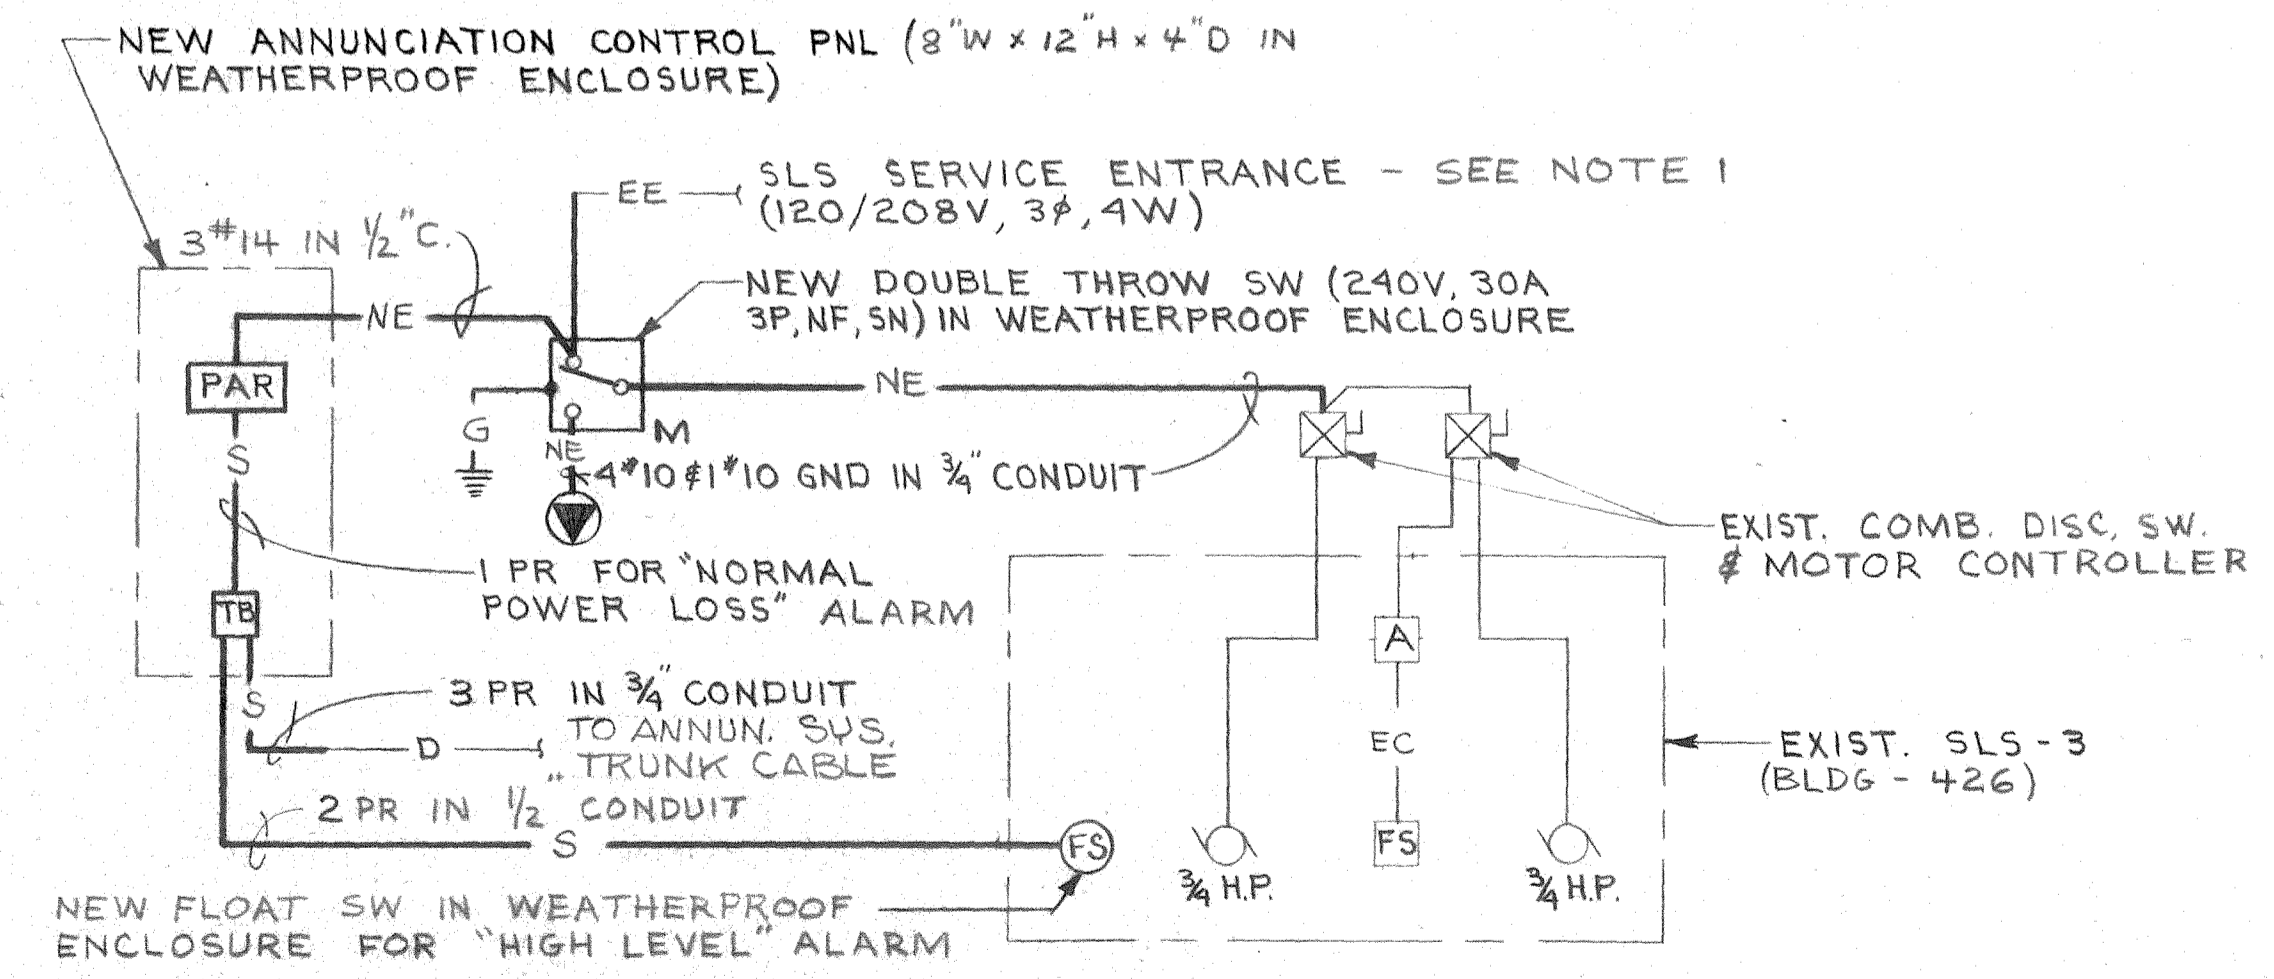 NEW ANNUNCIATION CONTROL PNL (8"W x 12"H x 4"D IN
WEATHERPROOF ENCLOSURE)
EE
SLS SERVICE ENTRANCE - SEE NOTE 1
(120/208V, 3ø, 4W)
3#14 IN 1/2"C.
NEW DOUBLE THROW SW (240V, 30A
3P, NF, SN) IN WEATHERPROOF ENCLOSURE
NE
PAR
NE
G
M
NE
S
4#10 & 1#10 GND IN 3/4" CONDUIT
EXIST. COMB. DISC, SW.
& MOTOR CONTROLLER
1 PR FOR "NORMAL
POWER LOSS" ALARM
TB
A
3 PR IN 3/4" CONDUIT
TO ANNUN. SYS.
TRUNK CABLE
S
D
EC
EXIST. SLS-3
(BLDG - 426)
2 PR IN 1/2" CONDUIT
S
FS
FS
3/4 H.P.
3/4 H.P.
NEW FLOAT SW IN WEATHERPROOF
ENCLOSURE FOR "HIGH LEVEL" ALARM